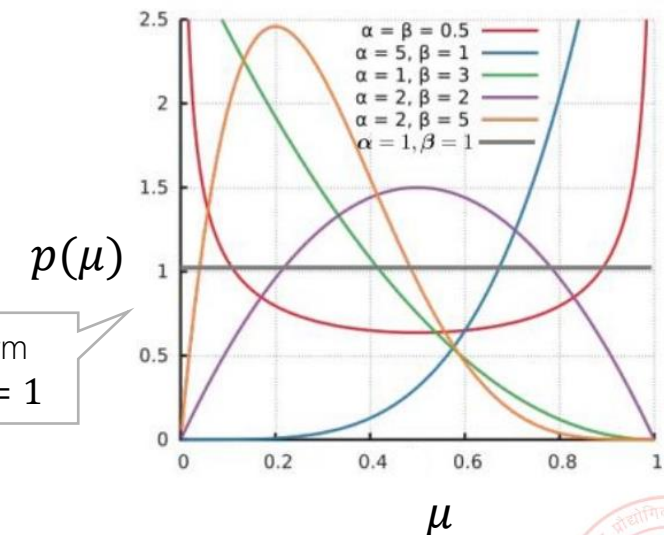 2.5
2
1.5
1
0.5
0
0 0.2 0.4 0.6 0.8 1
α = β = 0.5
α = 5, β = 1
α = 1, β = 3
α = 2, β = 2
α = 2, β = 5
α = 1, β = 1
p(μ)
= 1
μ